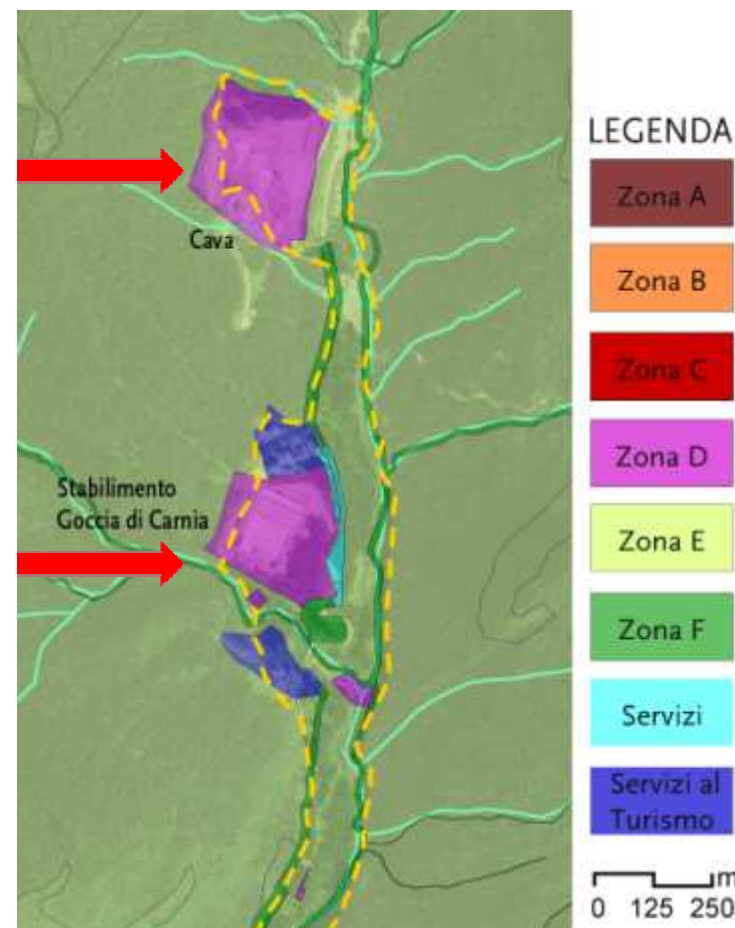 Cava
Stabilimento
Goccia di Carnia
LEGENDA
Zona A
Zona B
Zona C
Zona D
Zona E
Zona F
Servizi
Servizi al
Turismo
m
0 125 250